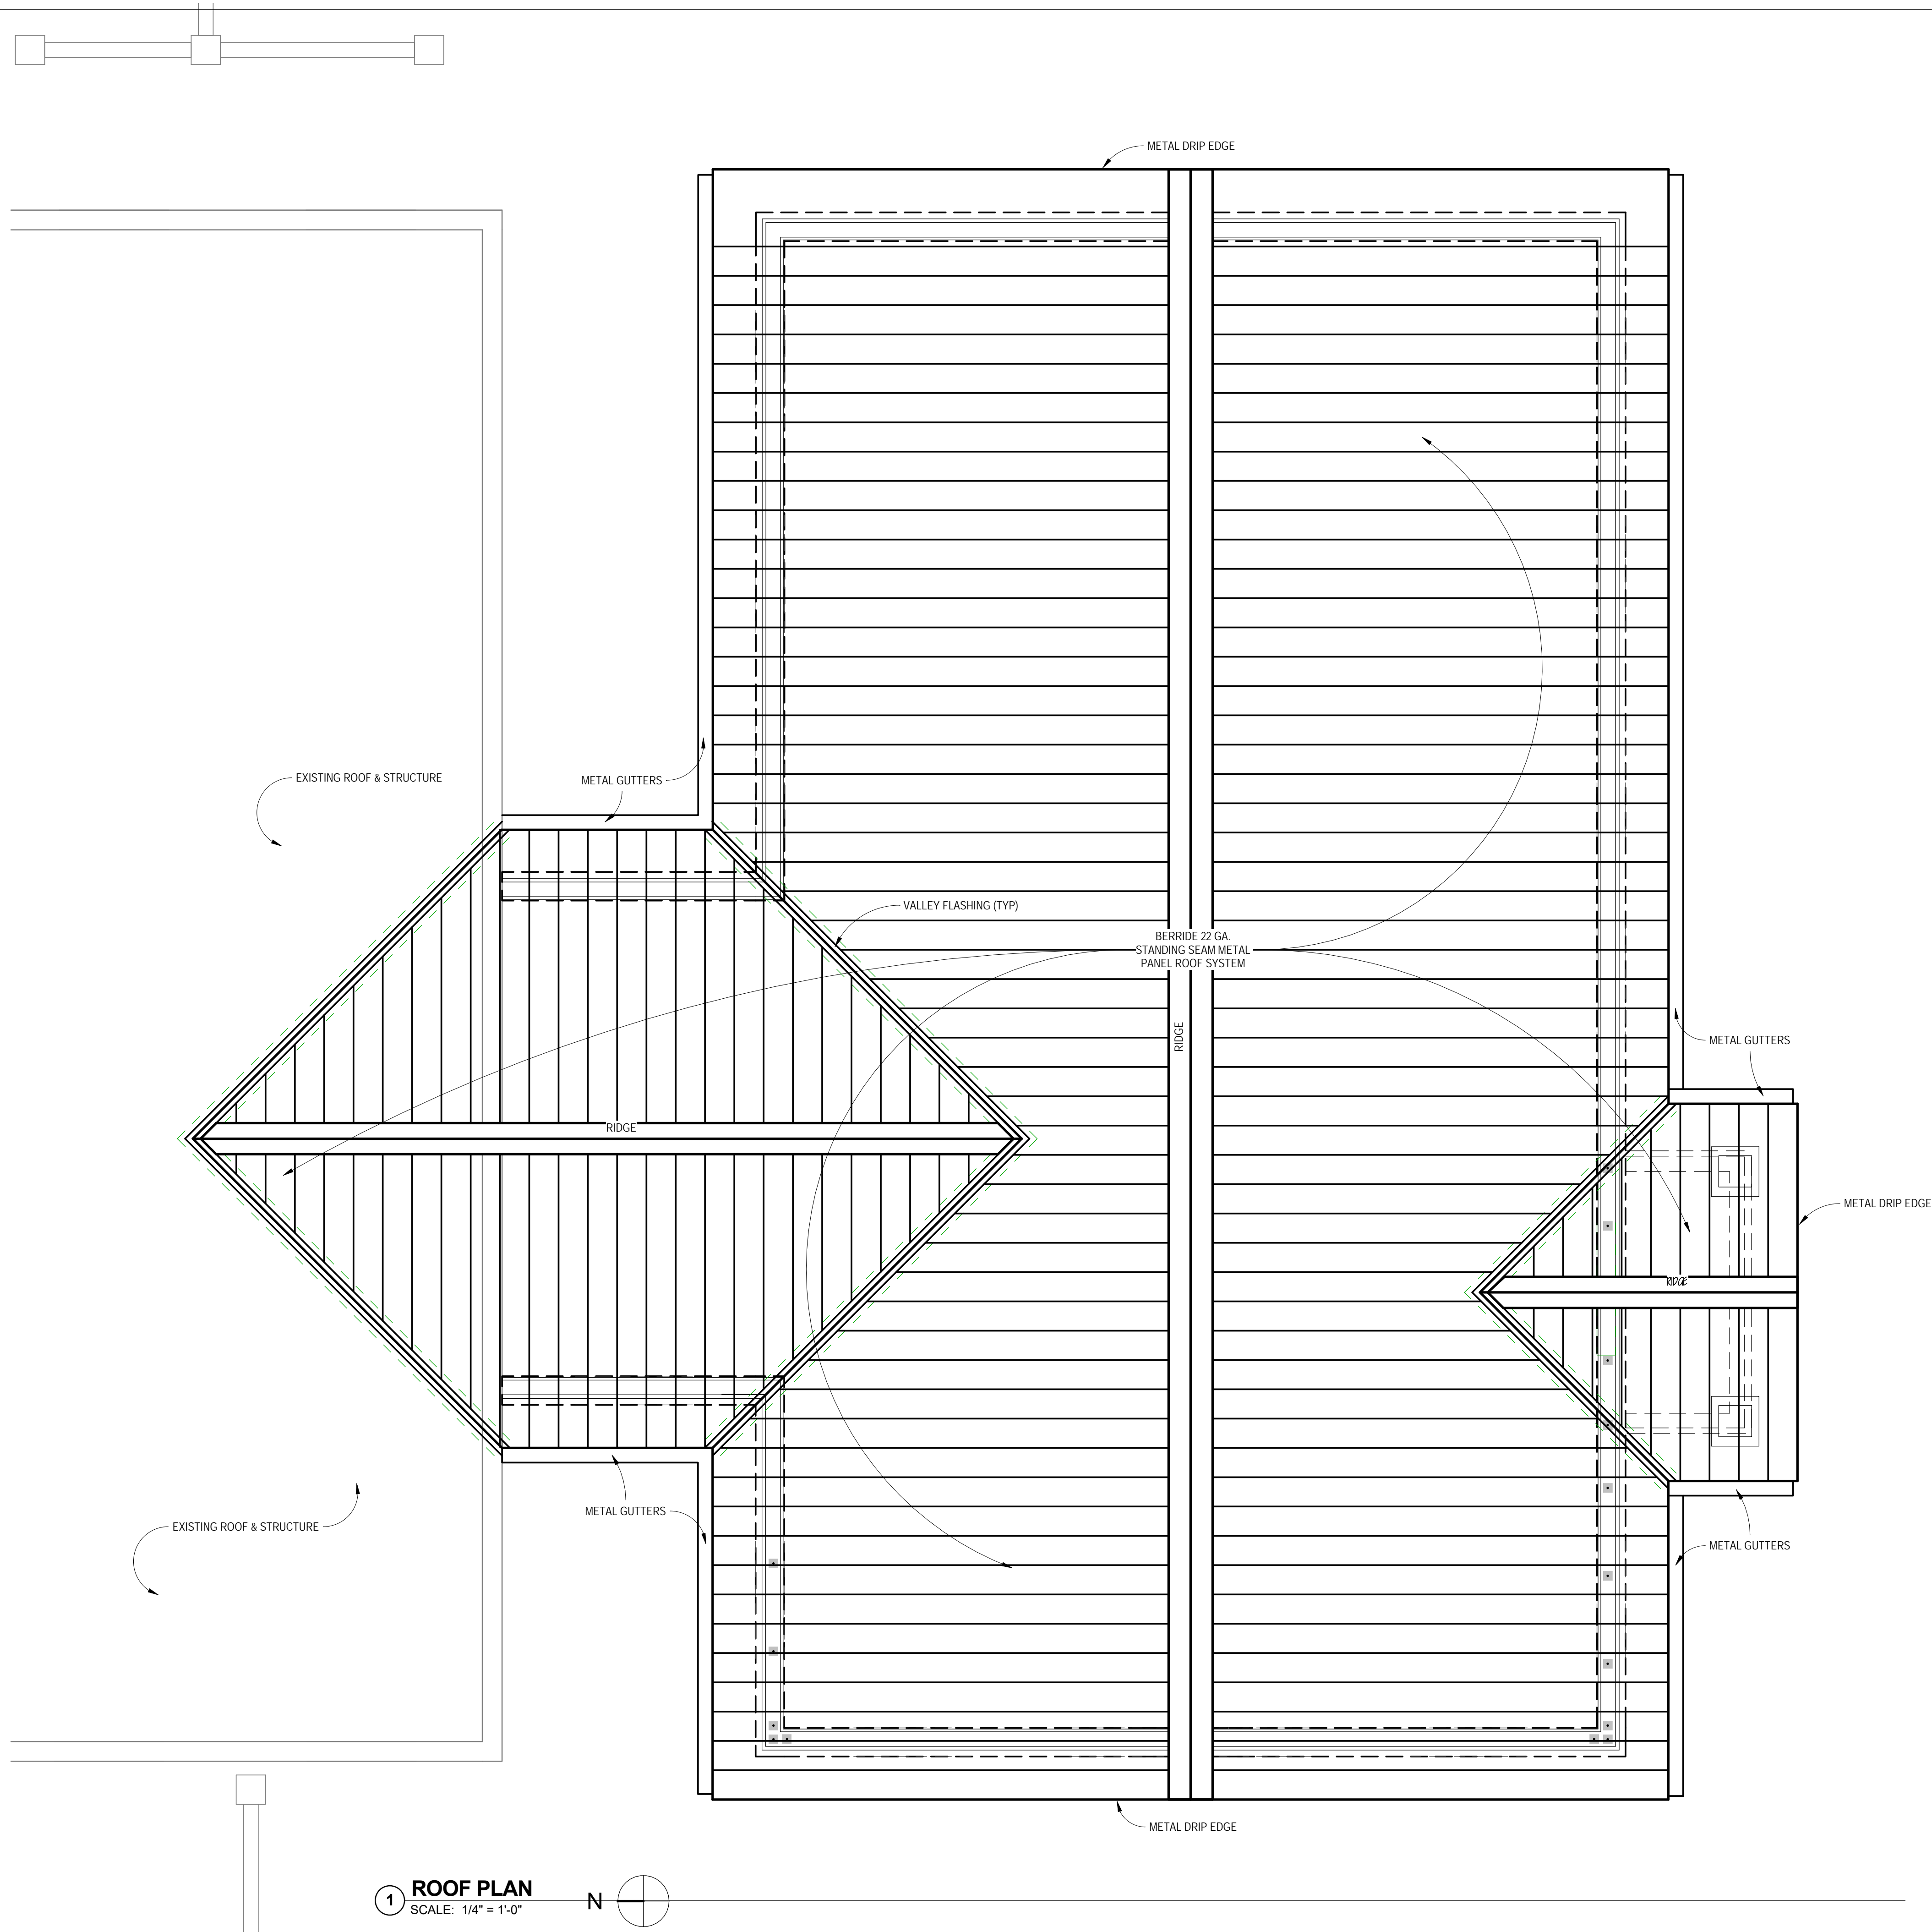 METAL DRIP EDGE
EXISTING ROOF & STRUCTURE
METAL GUTTERS
VALLEY FLASHING (TYP)
BERRIDE 22 GA.
STANDING SEAM METAL
PANEL ROOF SYSTEM
RIDGE
METAL GUTTERS
RIDGE
METAL DRIP EDGE
RIDGE
METAL GUTTERS
EXISTING ROOF & STRUCTURE
METAL GUTTERS
METAL DRIP EDGE
1 ROOF PLAN
SCALE: 1/4" = 1'-0"
N